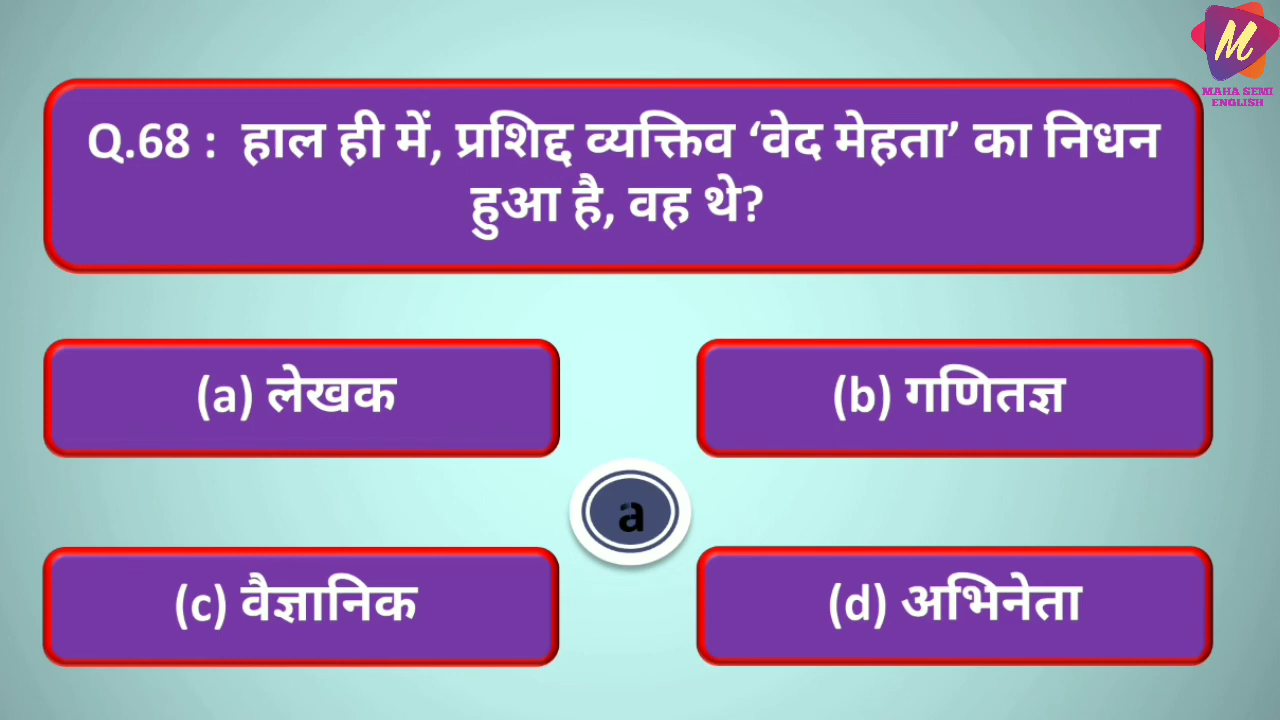 M
MAHA SEMI
ENGLISH
Q.68 : हाल ही में, प्रशिद्द व्यक्तिव ‘वेद मेहता’ का निधन
हुआ है, वह थे?
(a) लेखक
(b) गणितज्ञ
a
(c) वैज्ञानिक
(d) अभिनेता